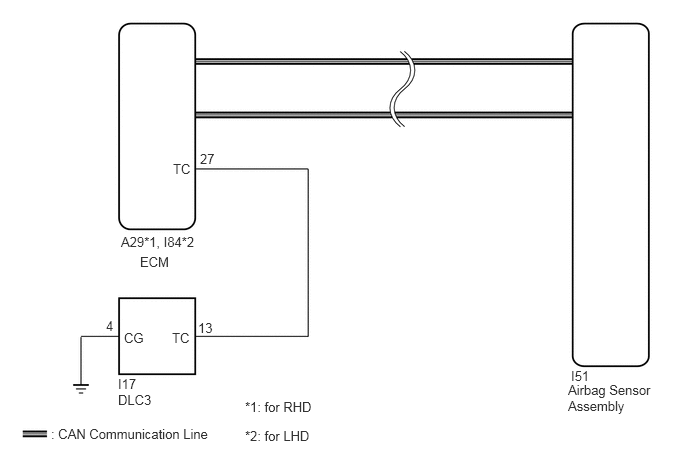 27
TC
A29*1, I84*2
ECM
4
CG
TC
13
I17
DLC3
I51
Airbag Sensor
Assembly
*1: for RHD
: CAN Communication Line
*2: for LHD